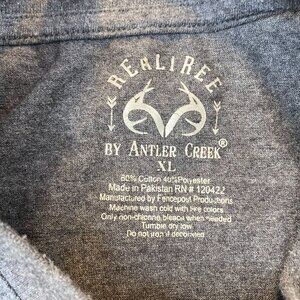 REALTREE
BY ANTLER CREEK®
XL
60% Cotton 40%Polyester
Made in Pakistan RN # 120422
Manufactured by Fencepost Productions
Machine wash cold with like colors
Only non-chlorine bleach when needed
Tumble dry low
Do not iron if decorated